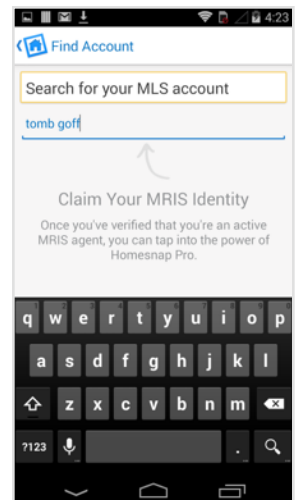 4:23
Find Account
Search for your MLS account
tomb goff
Claim Your MRIS Identity
Once you've verified that you're an active
MRIS agent, you can tap into the power of
Homesnap Pro.
q w e r t y u i o p
a s d f g h j k l
z x c v b n m
?123 .